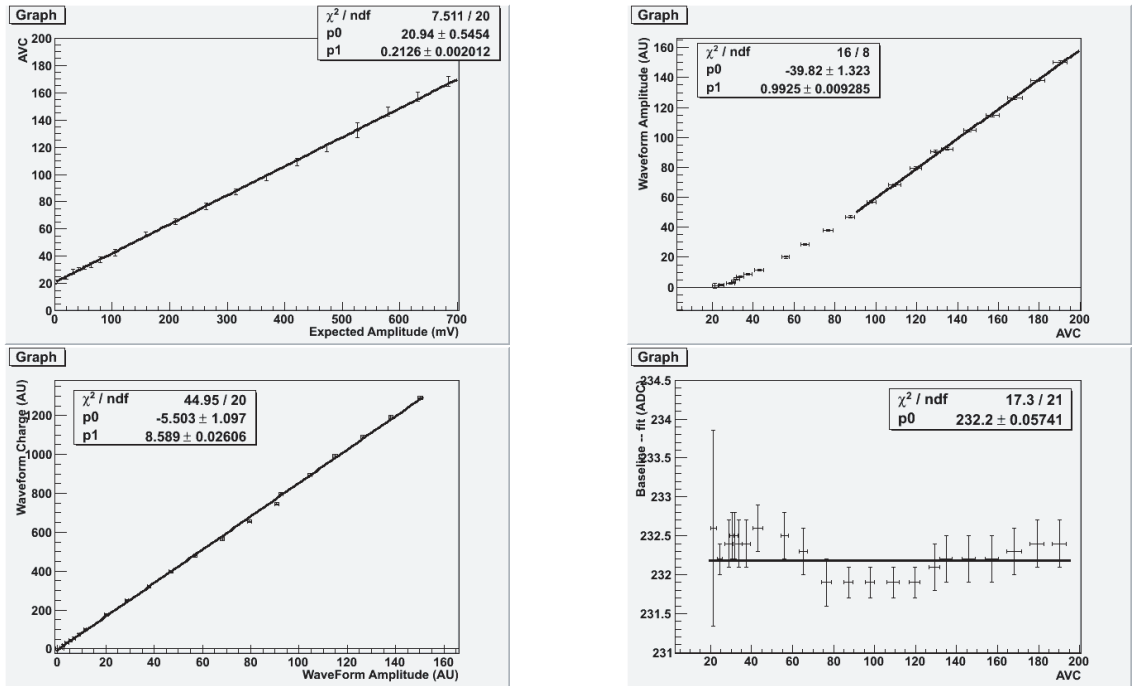 Graph
χ² / ndf 7.511 / 20
p0 20.94 ± 0.5454
p1 0.2126 ± 0.002012
AVC
200
180
160
140
120
100
80
60
40
20
0
0 100 200 300 400 500 600 700
Expected Amplitude (mV)
Graph
χ² / ndf 16 / 8
p0 -39.82 ± 1.323
p1 0.9925 ± 0.009285
Waveform Amplitude (AU)
160
140
120
100
80
60
40
20
0
20 40 60 80 100 120 140 160 180 200
AVC
Graph
χ² / ndf 44.95 / 20
p0 -5.503 ± 1.097
p1 8.589 ± 0.02606
Waveform Charge (AU)
1200
1000
800
600
400
200
0
0 20 40 60 80 100 120 140 160
WaveForm Amplitude (AU)
Graph
χ² / ndf 17.3 / 21
p0 232.2 ± 0.05741
Baseline -- fit (ADC)
234.5
234
233.5
233
232.5
232
231.5
231
20 40 60 80 100 120 140 160 180 200
AVC